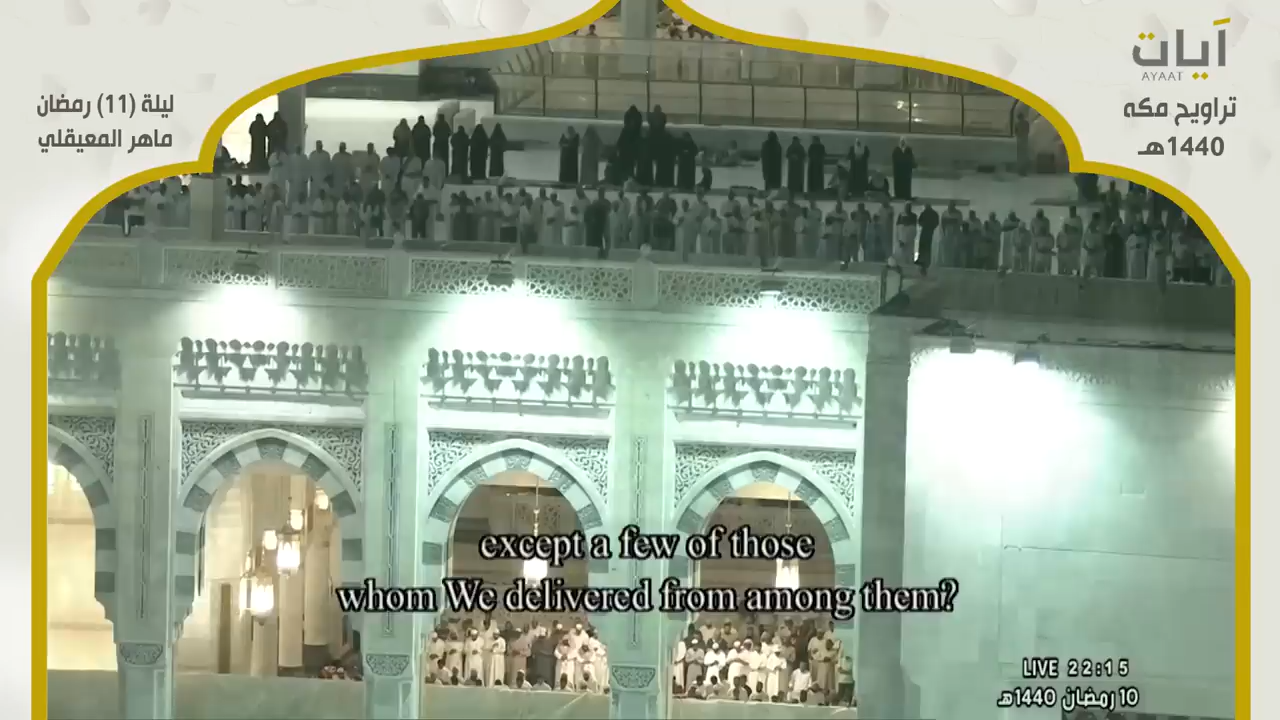 آيات
AYAAT
تراويح مكه
1440هـ
ليلة (11) رمضان
ماهر المعيقلي
except a few of those
whom We delivered from among them?
LIVE 22:15
10 رمضان 1440هـ